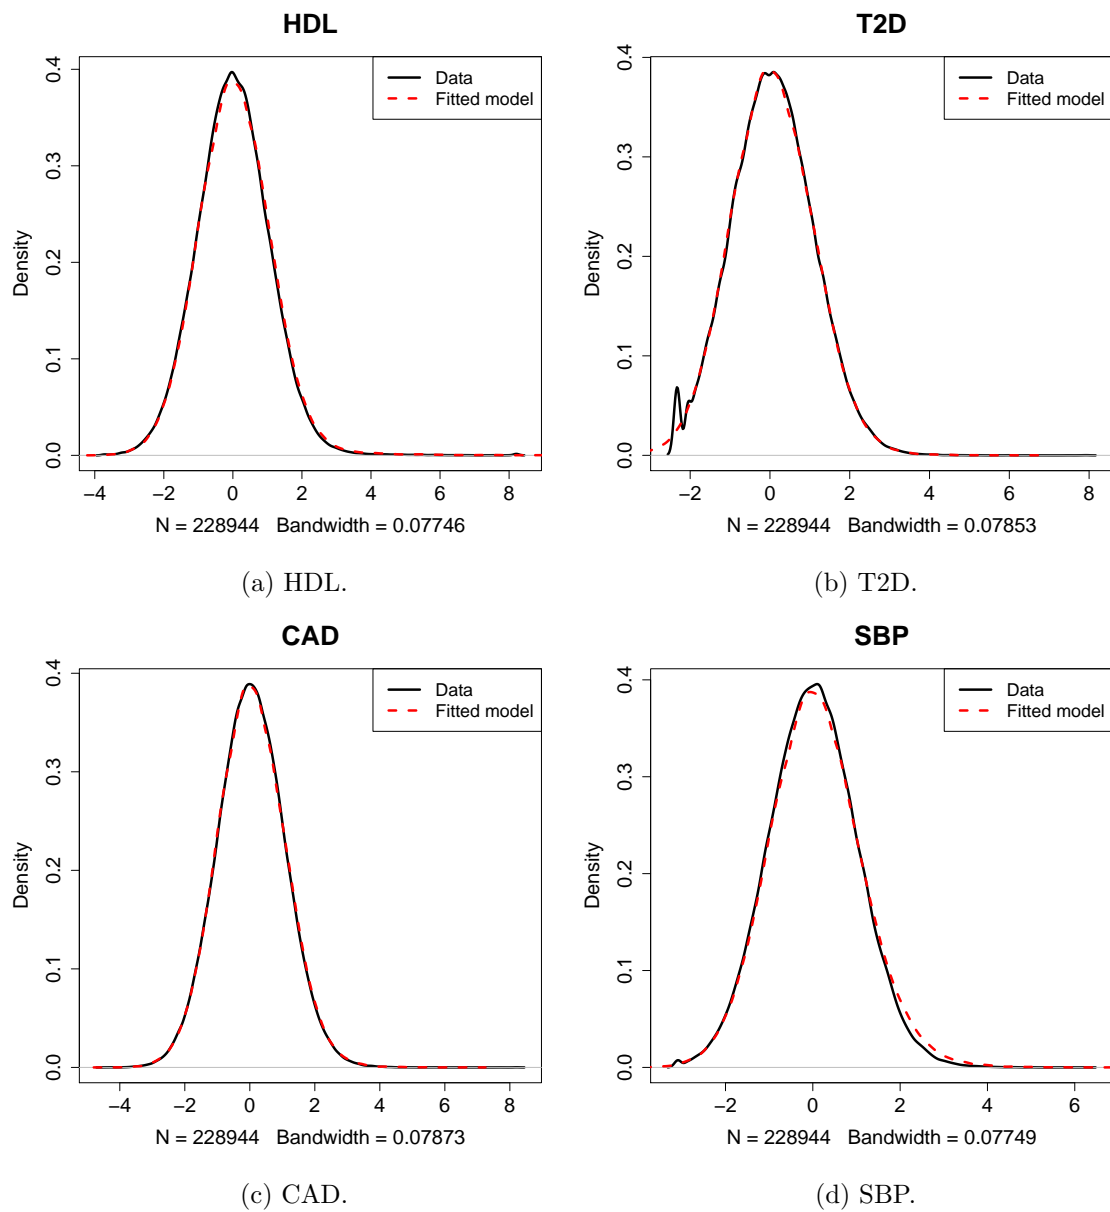 HDL
Data
Fitted model
Density
0.0
0.1
0.2
0.3
0.4
−4
−2
0
2
4
6
8
N = 228944 Bandwidth = 0.07746
(a) HDL.
T2D
Data
Fitted model
Density
0.0
0.1
0.2
0.3
0.4
−2
0
2
4
6
8
N = 228944 Bandwidth = 0.07853
(b) T2D.
CAD
Data
Fitted model
Density
0.0
0.1
0.2
0.3
0.4
−4
−2
0
2
4
6
8
N = 228944 Bandwidth = 0.07873
(c) CAD.
SBP
Data
Fitted model
Density
0.0
0.1
0.2
0.3
0.4
−2
0
2
4
6
N = 228944 Bandwidth = 0.07749
(d) SBP.